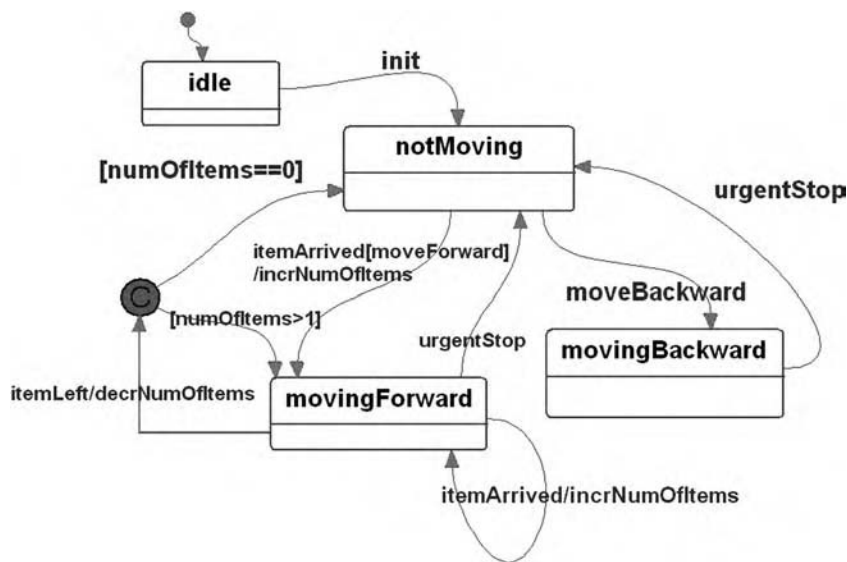 init
idle
notMoving
[numOfItems==0]
urgentStop
itemArrived[moveForward]
/incrNumOfItems
moveBackward
C
[numOfItems>1]
urgentStop
movingBackward
itemLeft/decrNumOfItems
movingForward
itemArrived/incrNumOfItems